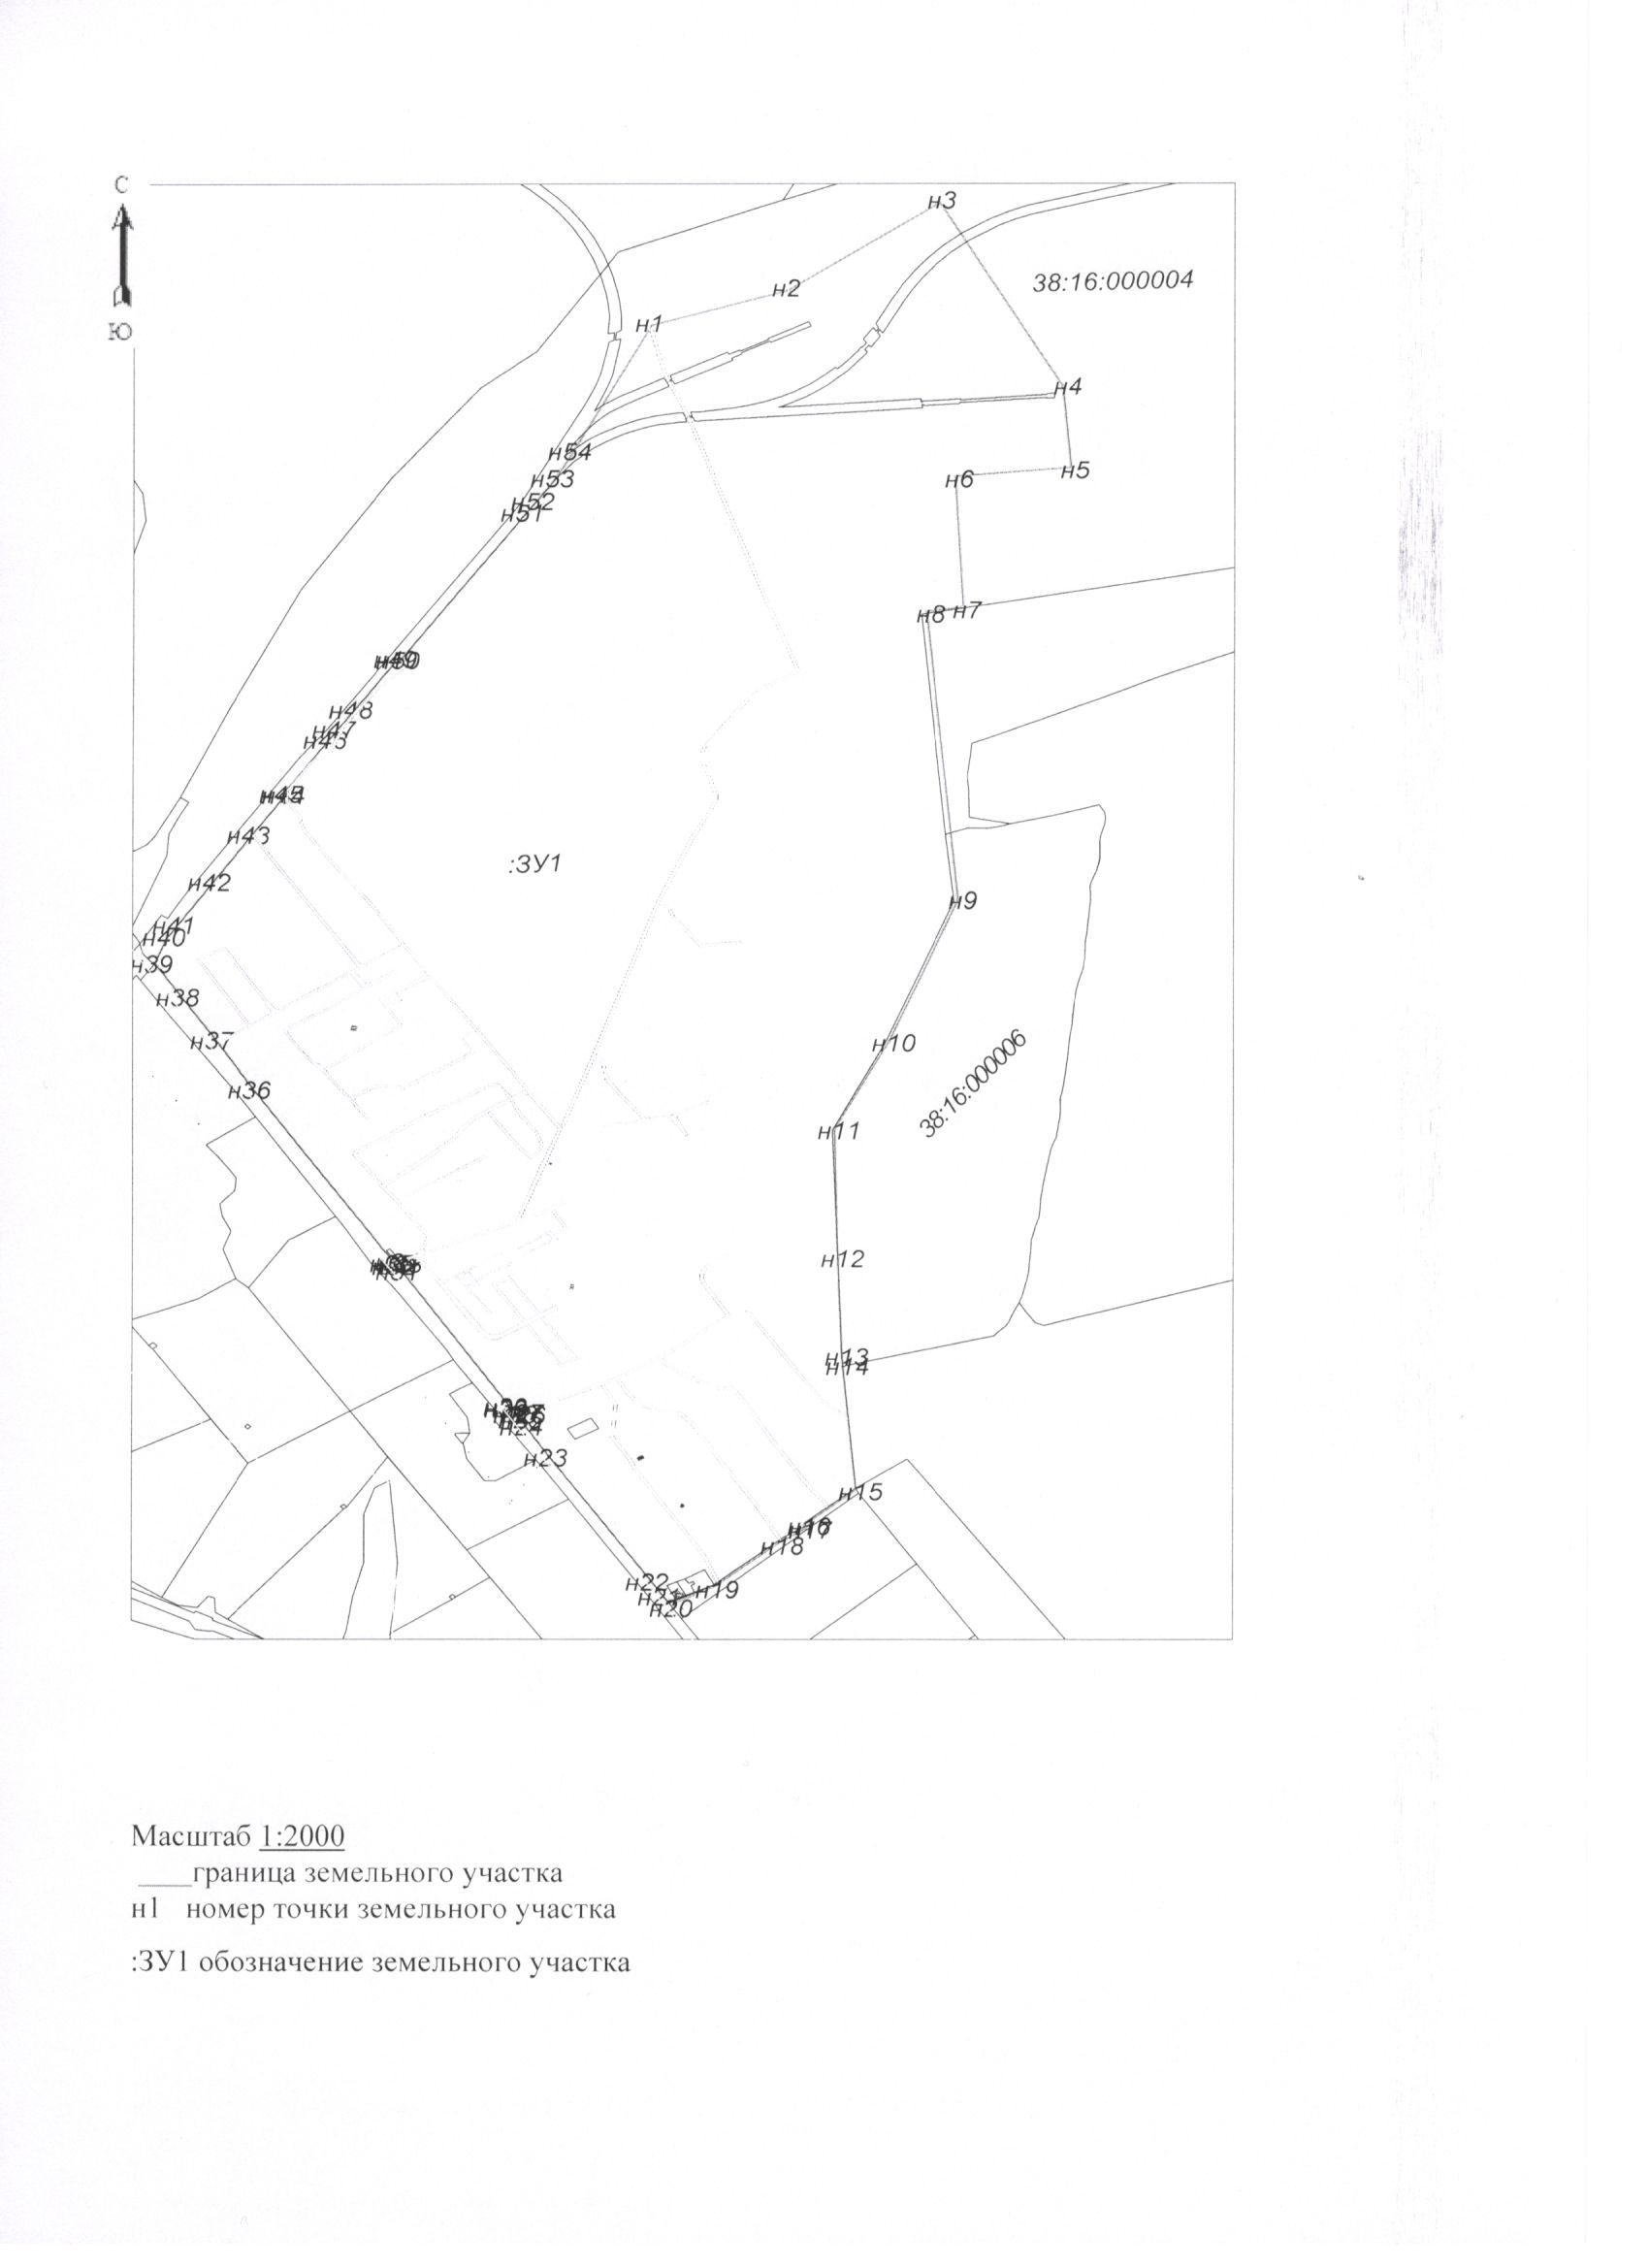 С
Ю
н3
38:16:000004
н2
н1
н4
н54
н5
н53
н6
н52
н51
н8 н7
н48
н47
:ЗУ1
н43
н42
н9
н41
н40
н39
н38
н37
н10
38:16:000006
н36
н11
н12
н13
н14
н24
н23
н15
н17
н18
н22
н19
н21
н20
Масштаб 1:2000
____граница земельного участка
н1 номер точки земельного участка
:ЗУ1 обозначение земельного участка